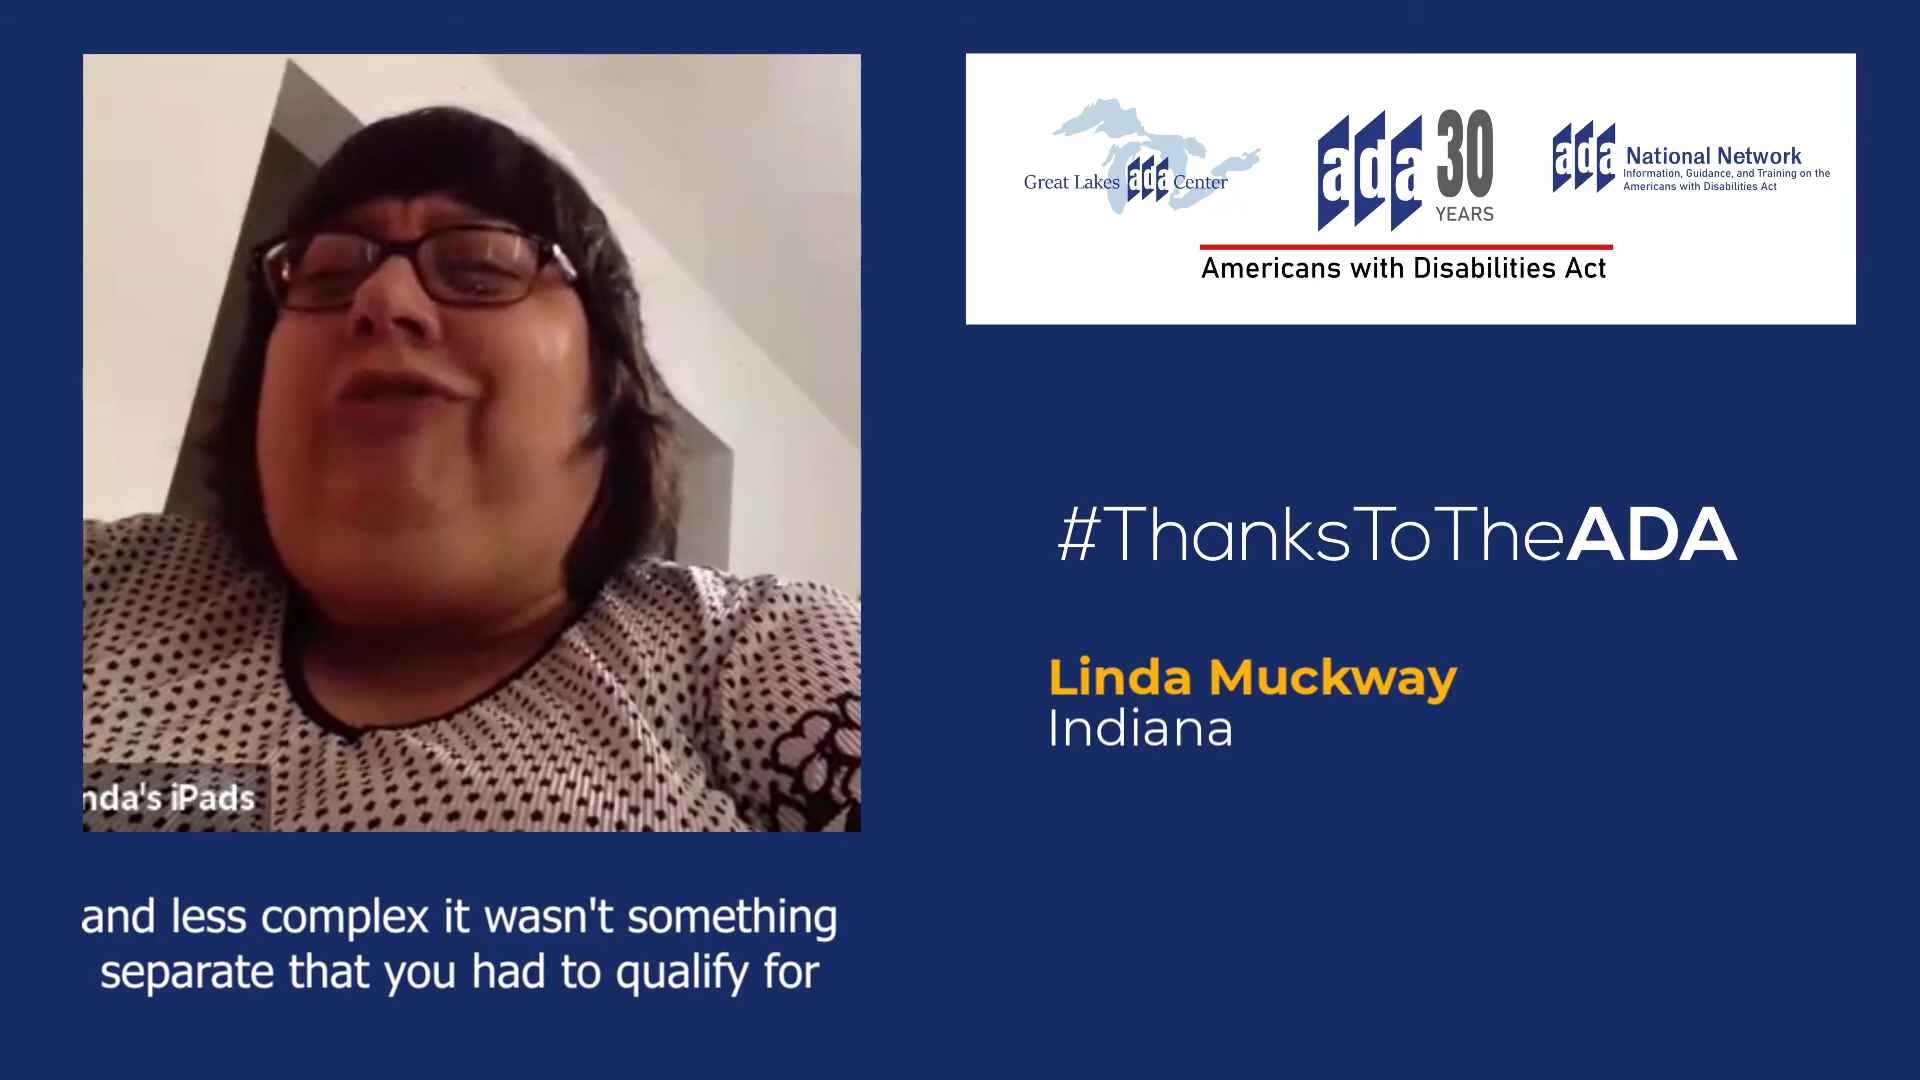 Great Lakes ada Center
ada 30
YEARS
Americans with Disabilities Act
ada National Network
Information, Guidance, and Training on the
Americans with Disabilities Act
#ThanksToTheADA
Linda Muckway
Indiana
nda's iPads
and less complex it wasn't something
separate that you had to qualify for